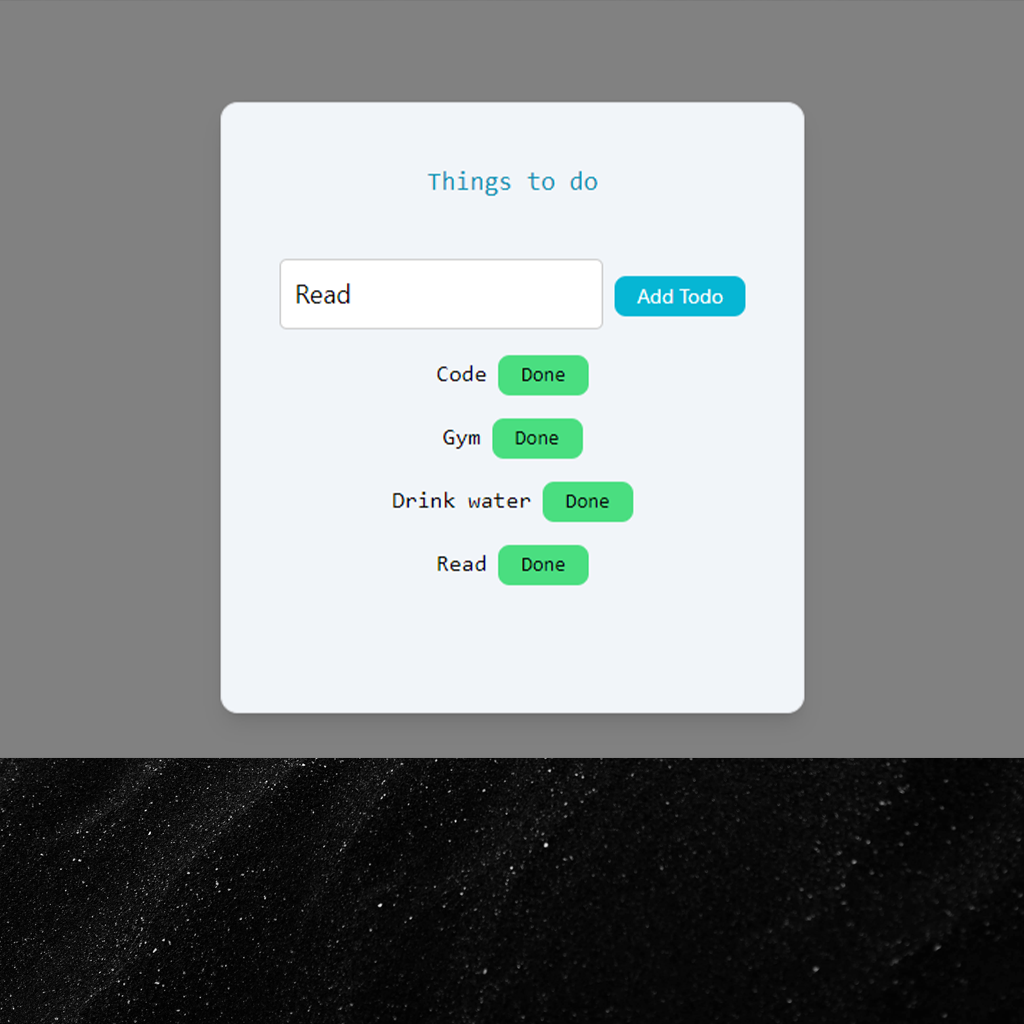 Things to do
Read Add Todo
Code Done
Gym Done
Drink water Done
Read Done